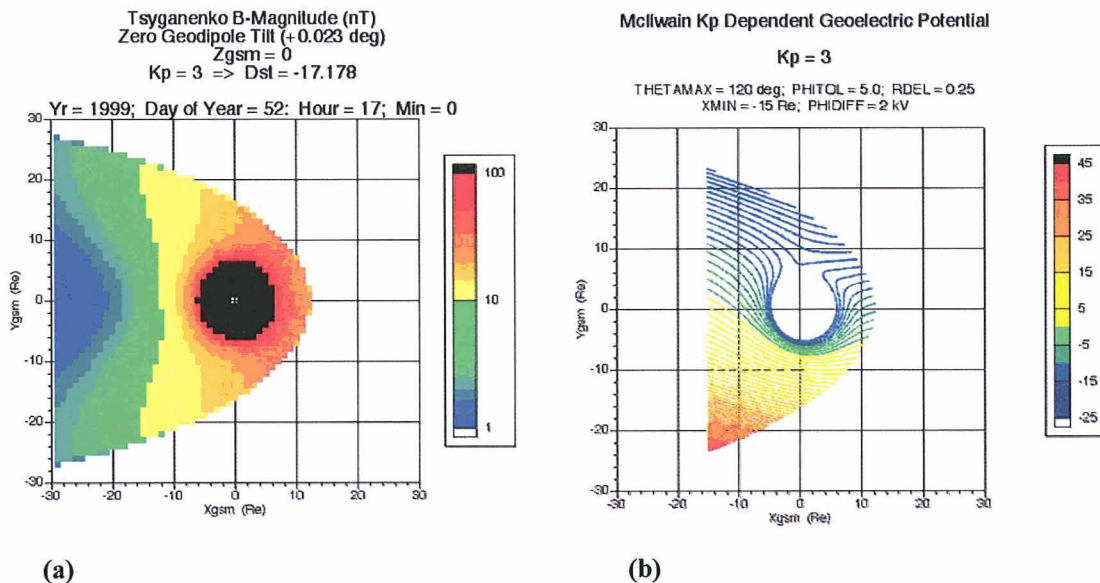 Tsyganenko B-Magnitude (nT)
Zero Geodipole Tilt (+0.023 deg)
Zgsm = 0
Kp = 3 => Dst = -17.178
Yr = 1999; Day of Year = 52: Hour = 17; Min = 0
30
20
10
0
-10
-20
-30
Ygsm (Re)
-30 -20 -10 0 10 20 30
Xgsm (Re)
100
10
1
(a)
McIlwain Kp Dependent Geoelectric Potential
Kp = 3
THETAMAX = 120 deg; PHITOL = 5.0; RDEL = 0.25
XMIN = -15 Re; PHIDIFF = 2 kV
30
20
10
0
-10
-20
-30
Ygsm (Re)
-30 -20 -10 0 10 20 30
Xgsm (Re)
45
35
25
15
5
-5
-15
-25
(b)